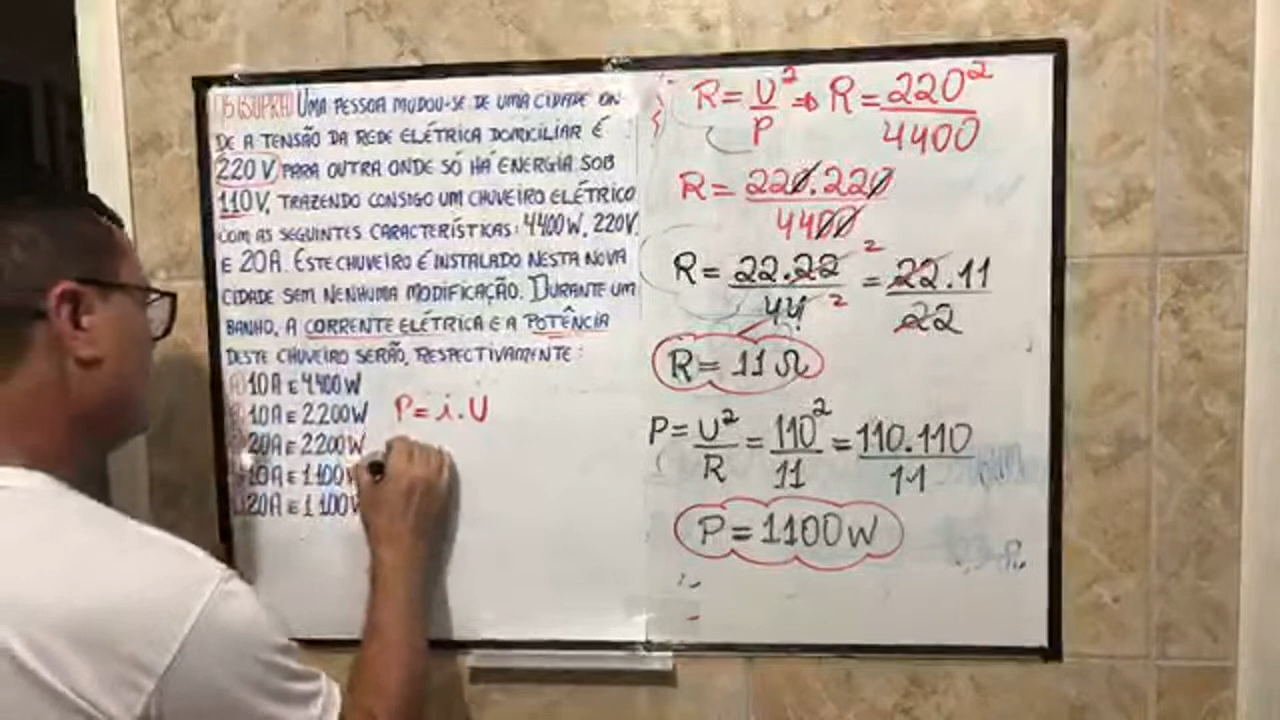 (SUPRA) UMA PESSOA MUDOU-SE DE UMA CIDADE ON
DE A TENSÃO DA REDE ELÉTRICA DOMICILIAR É
220 V PARA OUTRA ONDE SÓ HÁ ENERGIA SOB
110V, TRAZENDO CONSIGO UM CHUVEIRO ELÉTRICO
COM AS SEGUINTES CARACTERÍSTICAS: 4400W, 220V
E 20A. ESTE CHUVEIRO É INSTALADO NESTA NOVA
CIDADE SEM NENHUMA MODIFICAÇÃO. DURANTE UM
BANHO, A CORRENTE ELÉTRICA E A POTÊNCIA
DESTE CHUVEIRO SERÃO, RESPECTIVAMENTE:
10A E 4400W
10A E 2200W
20A E 2200W
10A E 1100W
20A E 1100W
P = i . U
R = U² / P → R = 220² / 4400
R = 220 . 220 / 4400
R = 22 . 22 / 44 2 2 = 22 . 11 / 22
R = 11 Ω
P = U² / R = 110² / 11 = 110 . 110 / 11
P = 1100W